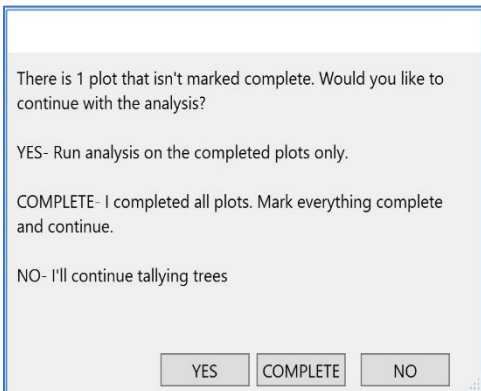 There is 1 plot that isn't marked complete. Would you like to
continue with the analysis?
YES- Run analysis on the completed plots only.
COMPLETE- I completed all plots. Mark everything complete
and continue.
NO- I'll continue tallying trees
YES COMPLETE NO